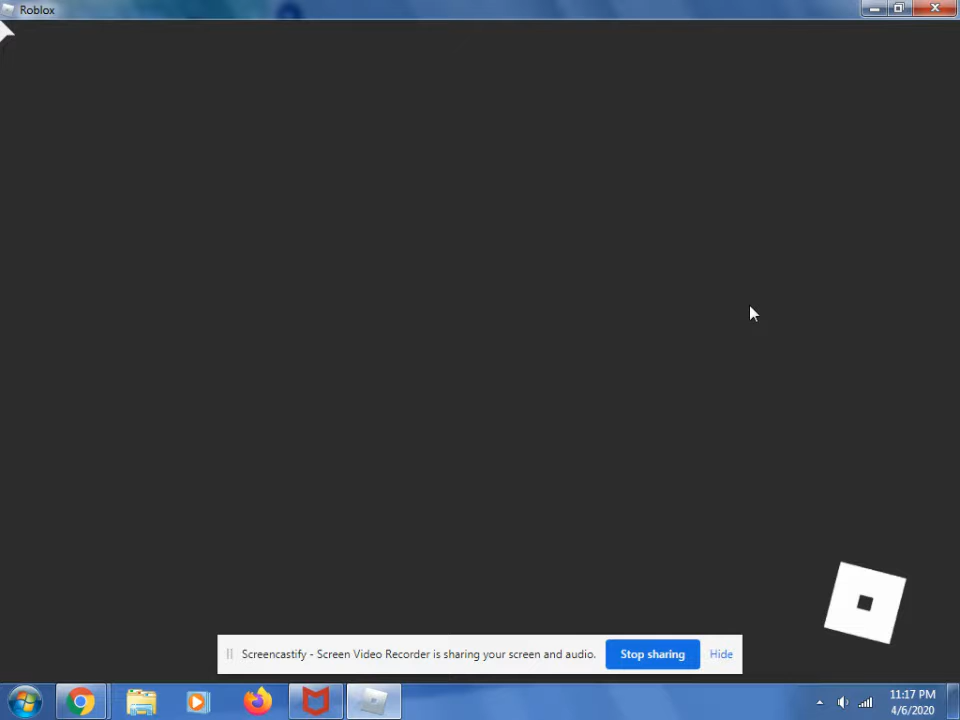 Roblox
Screencastify - Screen Video Recorder is sharing your screen and audio.
Stop sharing
Hide
11:17 PM
4/6/2020